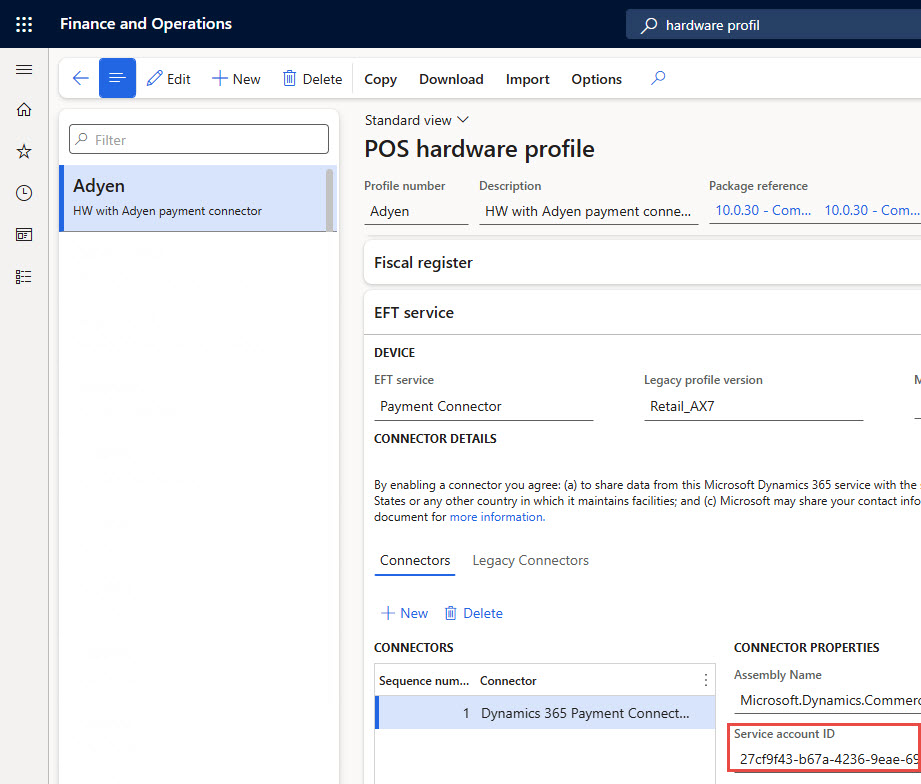 Finance and Operations
hardware profil
Edit
New
Delete
Copy
Download
Import
Options
Filter
Adyen
HW with Adyen payment connector
Standard view
POS hardware profile
Profile number
Description
Package reference
Adyen
HW with Adyen payment conne...
10.0.30 - Com...
10.0.30 - Com...
Fiscal register
EFT service
DEVICE
EFT service
Legacy profile version
M
Payment Connector
Retail_AX7
CONNECTOR DETAILS
By enabling a connector you agree: (a) to share data from this Microsoft Dynamics 365 service with the
States or any other country in which it maintains facilities; and (c) Microsoft may share your contact info
document for more information.
Connectors
Legacy Connectors
New
Delete
CONNECTORS
Sequence num...
Connector
1
Dynamics 365 Payment Connect...
CONNECTOR PROPERTIES
Assembly Name
Microsoft.Dynamics.Commerc
Service account ID
27cf9f43-b67a-4236-9eae-69